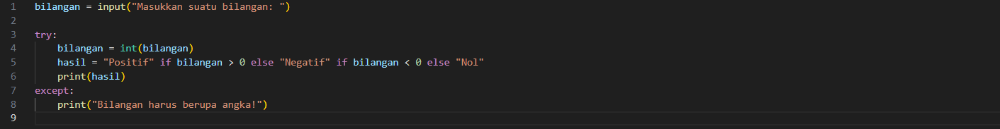 1 bilangan = input("Masukkan suatu bilangan: ")
2
3 try:
4     bilangan = int(bilangan)
5     hasil = "Positif" if bilangan > 0 else "Negatif" if bilangan < 0 else "Nol"
6     print(hasil)
7 except:
8     print("Bilangan harus berupa angka!")
9